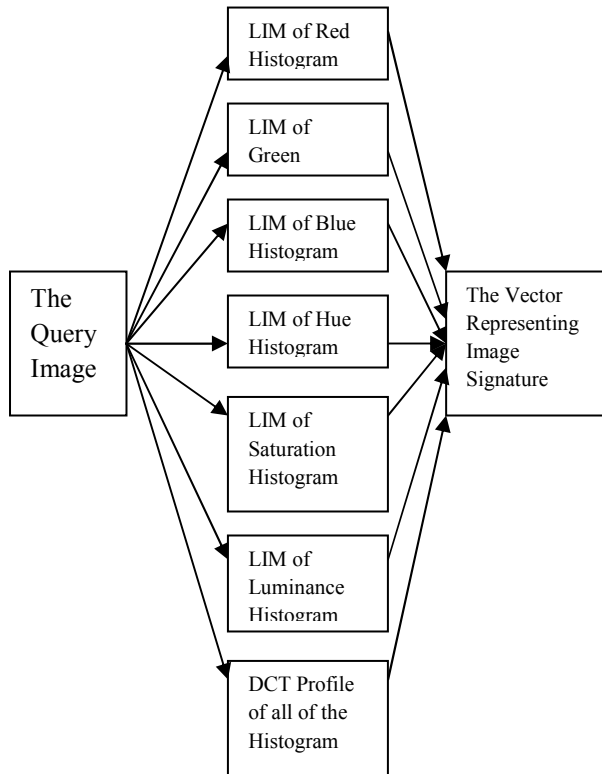 LIM of Red
Histogram
LIM of
Green
LIM of Blue
Histogram
The
Query
Image
LIM of Hue
Histogram
The Vector
Representing
Image
Signature
LIM of
Saturation
Histogram
LIM of
Luminance
Histogram
DCT Profile
of all of the
Histogram